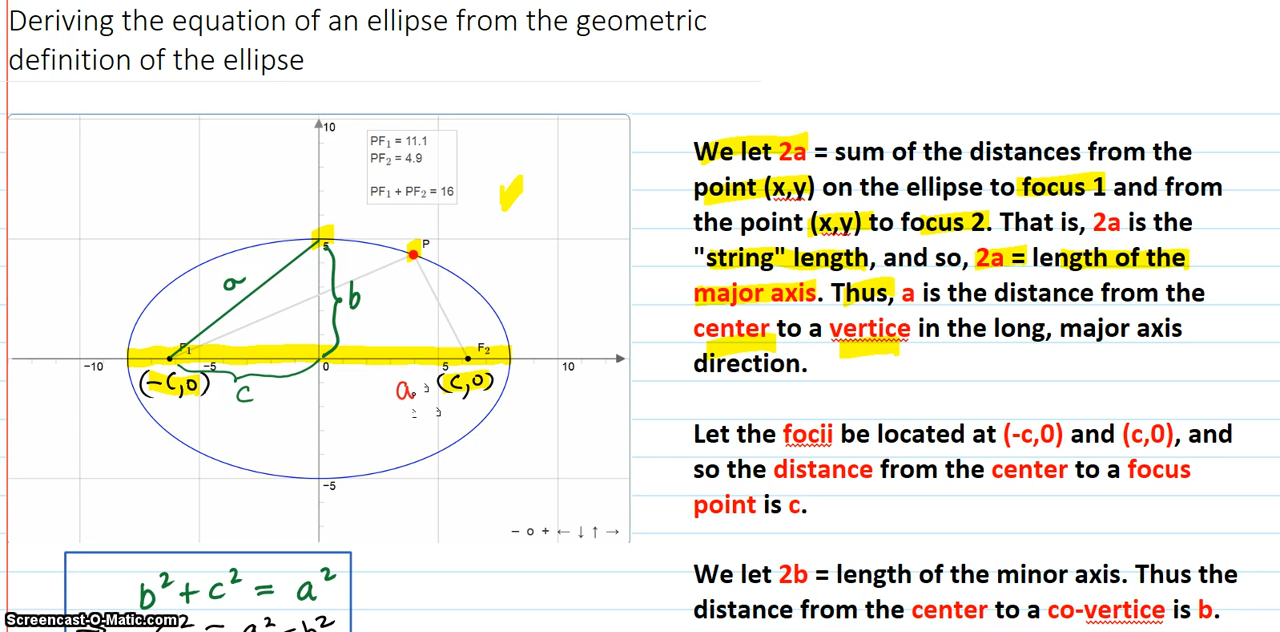 Deriving the equation of an ellipse from the geometric
definition of the ellipse
10
PF1 = 11.1
PF2 = 4.9
PF1 + PF2 = 16
5
P
a
b
F1
F2
-10
-5
0
5
10
(-c,0)
c
a
(c,0)
-5
- o + ← ↓ ↑ →
b² + c² = a²
We let 2a = sum of the distances from the
point (x,y) on the ellipse to focus 1 and from
the point (x,y) to focus 2. That is, 2a is the
"string" length, and so, 2a = length of the
major axis. Thus, a is the distance from the
center to a vertice in the long, major axis
direction.
Let the focii be located at (-c,0) and (c,0), and
so the distance from the center to a focus
point is c.
We let 2b = length of the minor axis. Thus the
distance from the center to a co-vertice is b.
Screencast-O-Matic.com